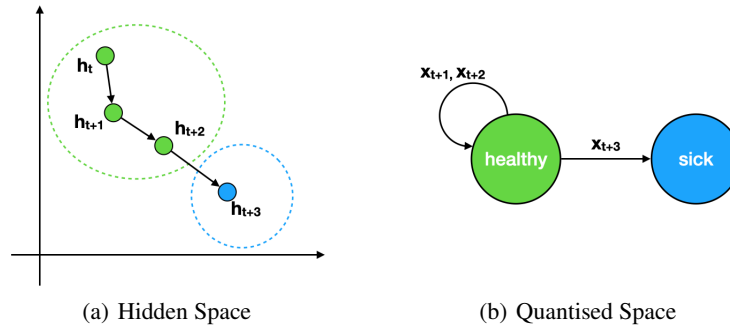 h_t
h_{t+1}
h_{t+2}
h_{t+3}
(a) Hidden Space
x_{t+1}, x_{t+2}
healthy
x_{t+3}
sick
(b) Quantised Space